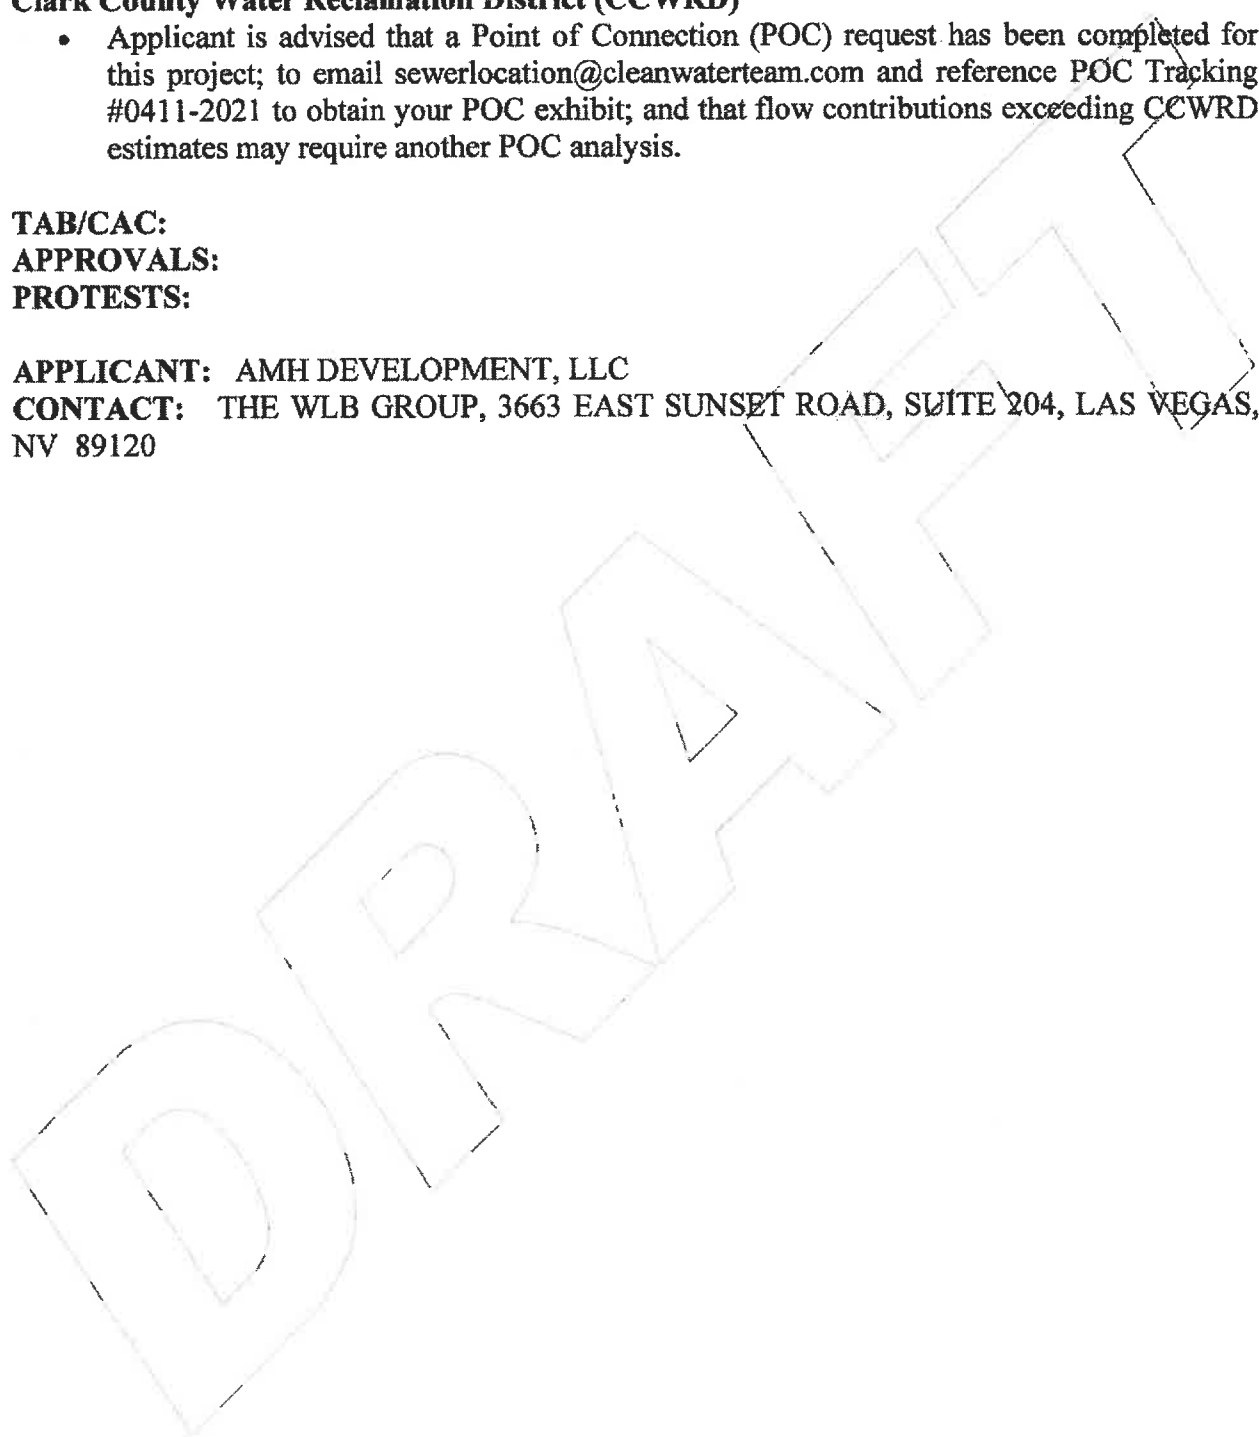 Clark County Water Reclamation District (CCWRD)
• Applicant is advised that a Point of Connection (POC) request has been completed for
this project; to email sewerlocation@cleanwaterteam.com and reference POC Tracking
#0411-2021 to obtain your POC exhibit; and that flow contributions exceeding CCWRD
estimates may require another POC analysis.
TAB/CAC:
APPROVALS:
PROTESTS:
APPLICANT: AMH DEVELOPMENT, LLC
CONTACT: THE WLB GROUP, 3663 EAST SUNSET ROAD, SUITE 204, LAS VEGAS,
NV 89120
DRAFT